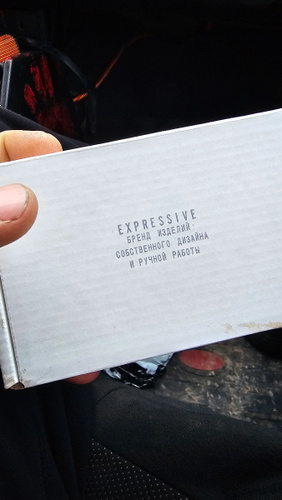 EXPRESSIVE
БРЕНД ИЗДЕЛИЙ
СОБСТВЕННОГО ДИЗАЙНА
И РУЧНОЙ РАБОТЫ